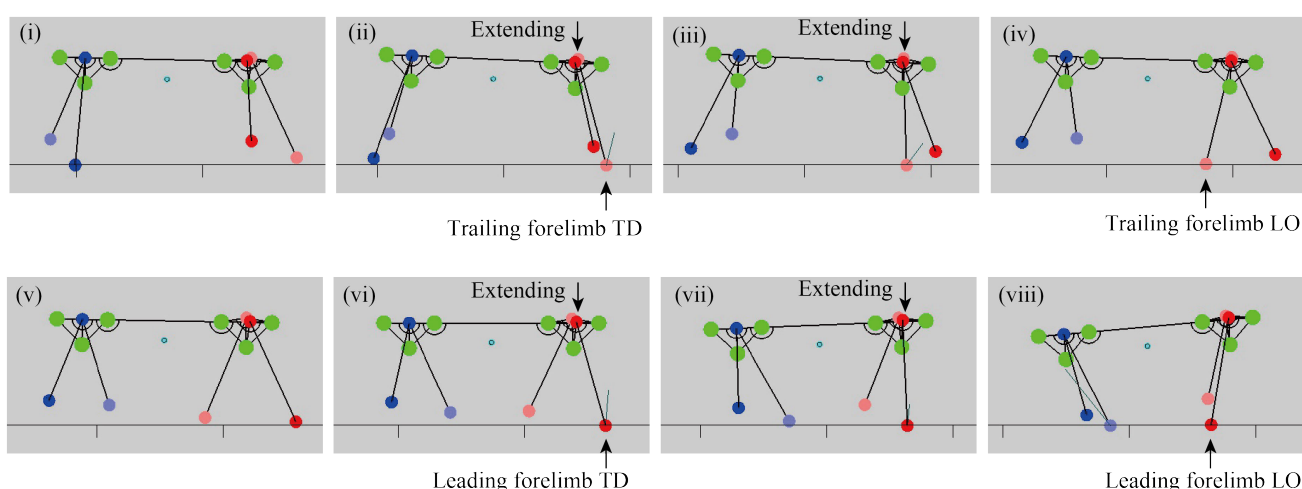 (i)
(ii)
Extending
(iii)
Extending
(iv)
Trailing forelimb TD
Trailing forelimb LO
(v)
(vi)
Extending
(vii)
Extending
(viii)
Leading forelimb TD
Leading forelimb LO